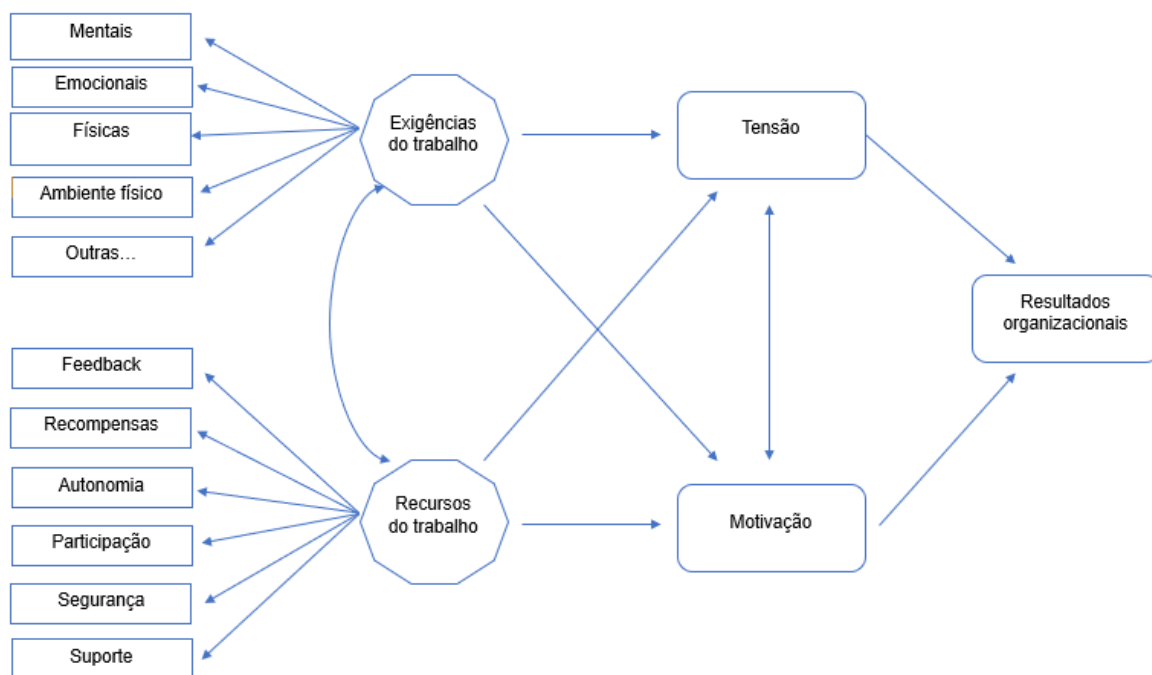 Mentais
Emocionais
Físicas
Ambiente físico
Outras...
Feedback
Recompensas
Autonomia
Participação
Segurança
Suporte
Exigências
do trabalho
Recursos
do trabalho
Tensão
Motivação
Resultados
organizacionais